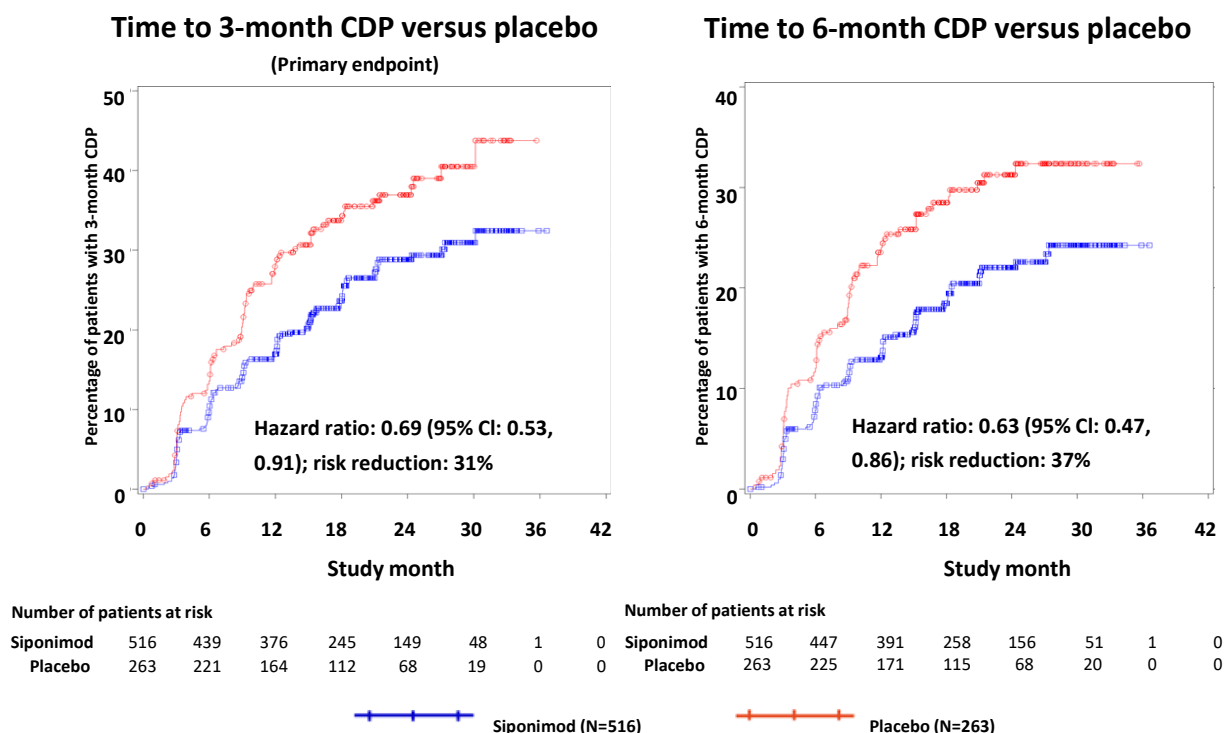 Time to 3-month CDP versus placebo
(Primary endpoint)
Percentage of patients with 3-month CDP
50
40
30
20
10
0
Hazard ratio: 0.69 (95% CI: 0.53,
0.91); risk reduction: 31%
0 6 12 18 24 30 36 42
Study month
Number of patients at risk
Siponimod 516 439 376 245 149 48 1 0
Placebo 263 221 164 112 68 19 0 0
Time to 6-month CDP versus placebo
Percentage of patients with 6-month CDP
40
30
20
10
0
Hazard ratio: 0.63 (95% CI: 0.47,
0.86); risk reduction: 37%
0 6 12 18 24 30 36 42
Study month
Number of patients at risk
Siponimod 516 447 391 258 156 51 1 0
Placebo 263 225 171 115 68 20 0 0
Siponimod (N=516)
Placebo (N=263)